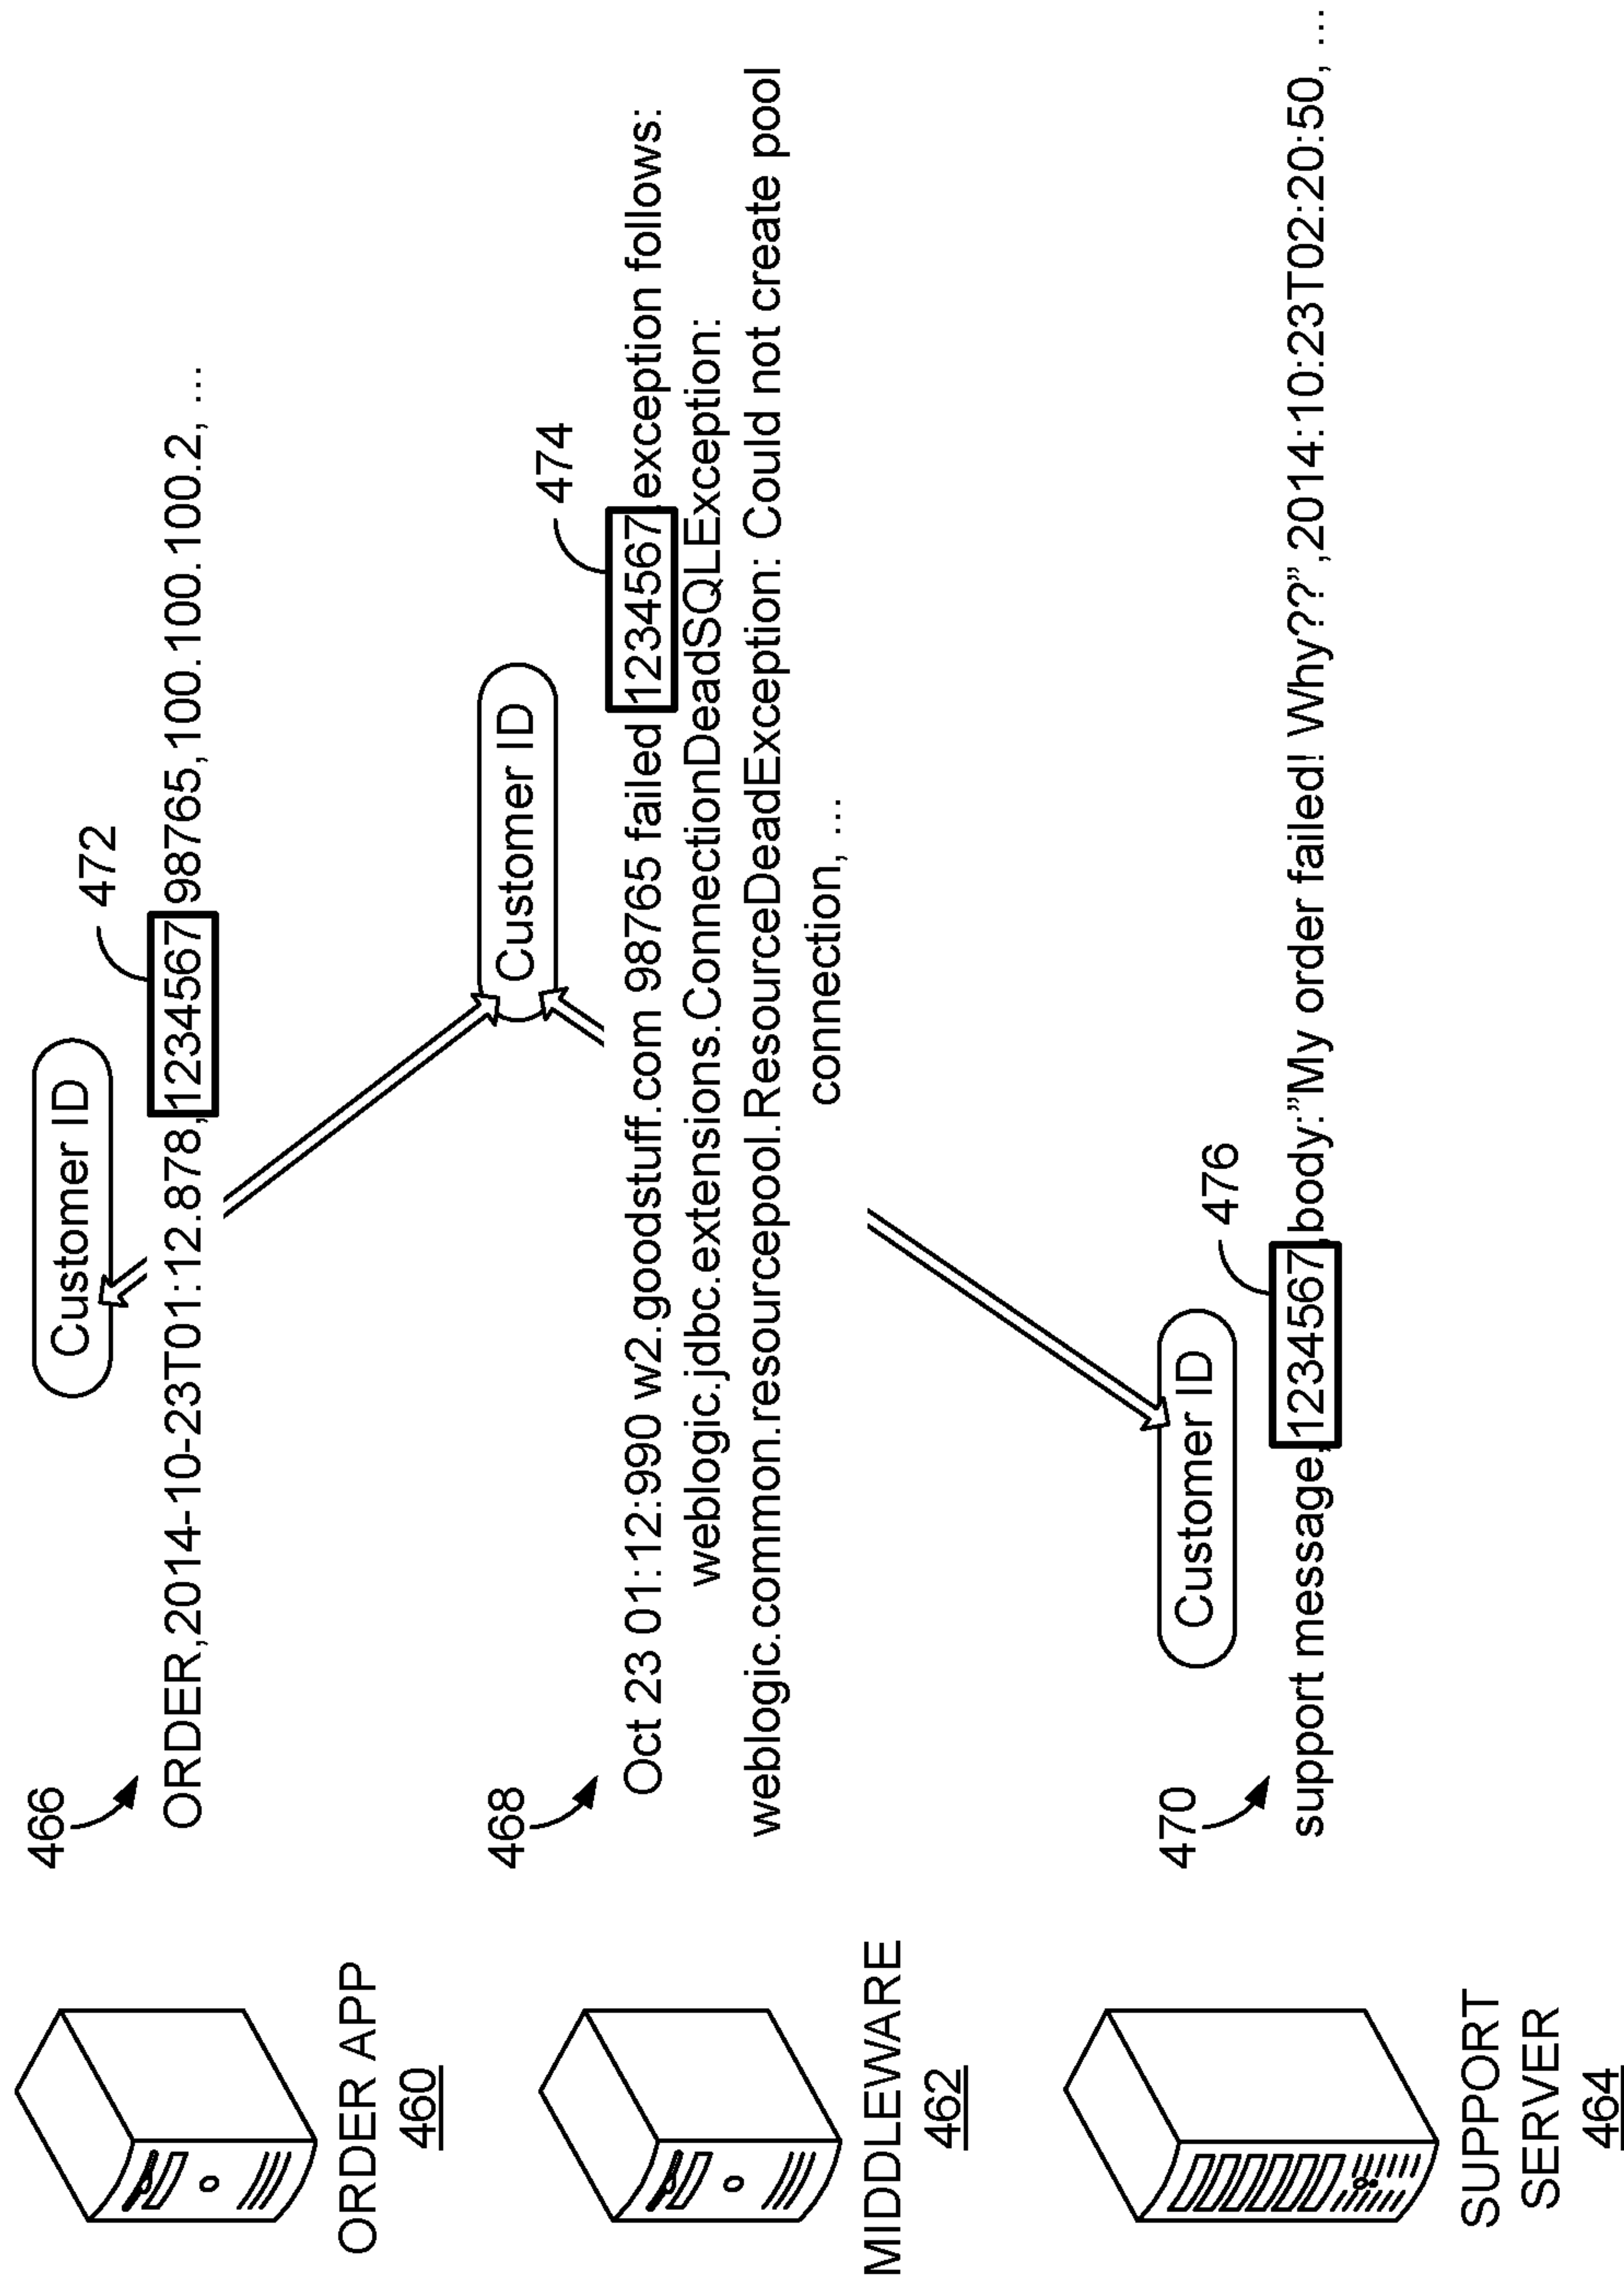 ORDER APP
460
466
Customer ID
472
ORDER,2014-10-23T01:12.878,1234567 98765,100.100.100.2, …
MIDDLEWARE
462
468
Customer ID
474
Oct 23 01:12:990 w2.goodstuff.com 98765 failed 1234567 exception follows:
weblogic.jdbc.extensions.ConnectionDeadSQLException:
weblogic.common.resourcepool.ResourceDeadException: Could not create pool
connection, …
SUPPORT
SERVER
464
470
Customer ID
476
support message, 1234567 body:”My order failed! Why???”,2014:10:23T02:20:50, …